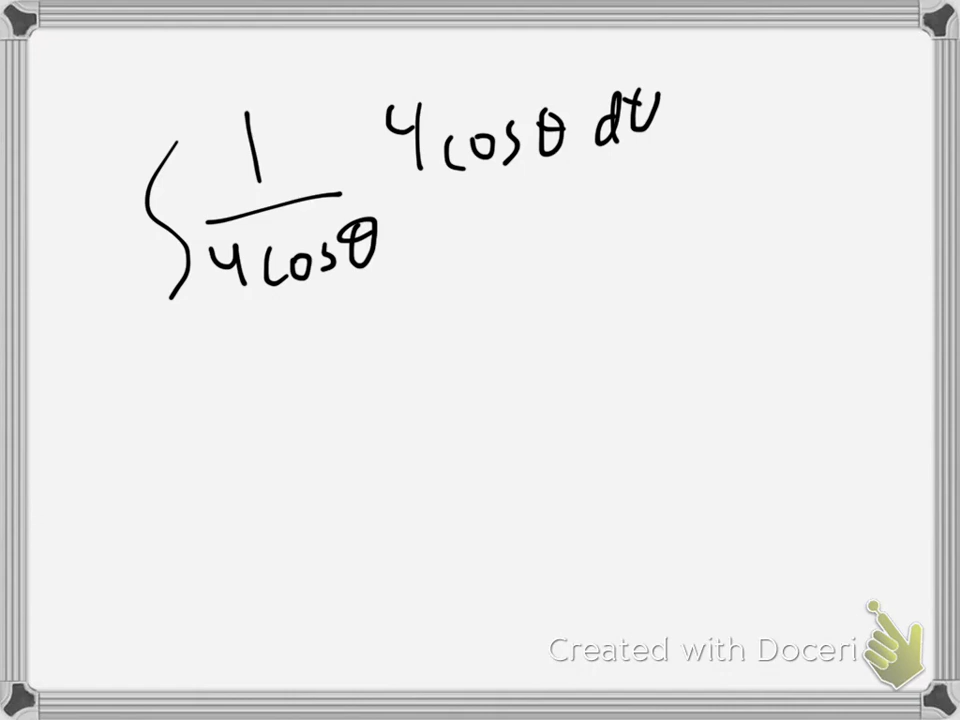 ∫ 1/(4cosθ) 4cosθ dθ
Created with Doceri